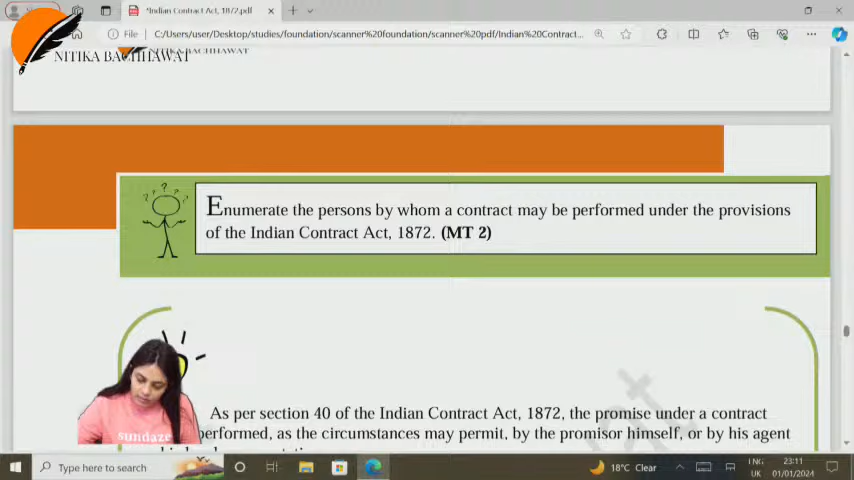 *Indian Contract Act, 1872.pdf
File
C:/Users/user/Desktop/studies/foundation/scanner%20foundation/scanner%20pdf/Indian%20Contract...
NITIKA BACHHAWAT
Enumerate the persons by whom a contract may be performed under the provisions
of the Indian Contract Act, 1872. (MT 2)
As per section 40 of the Indian Contract Act, 1872, the promise under a contract
performed, as the circumstances may permit, by the promisor himself, or by his agent
sundaze
Type here to search
18°C Clear
ENG
UK
23:11
01/01/2024